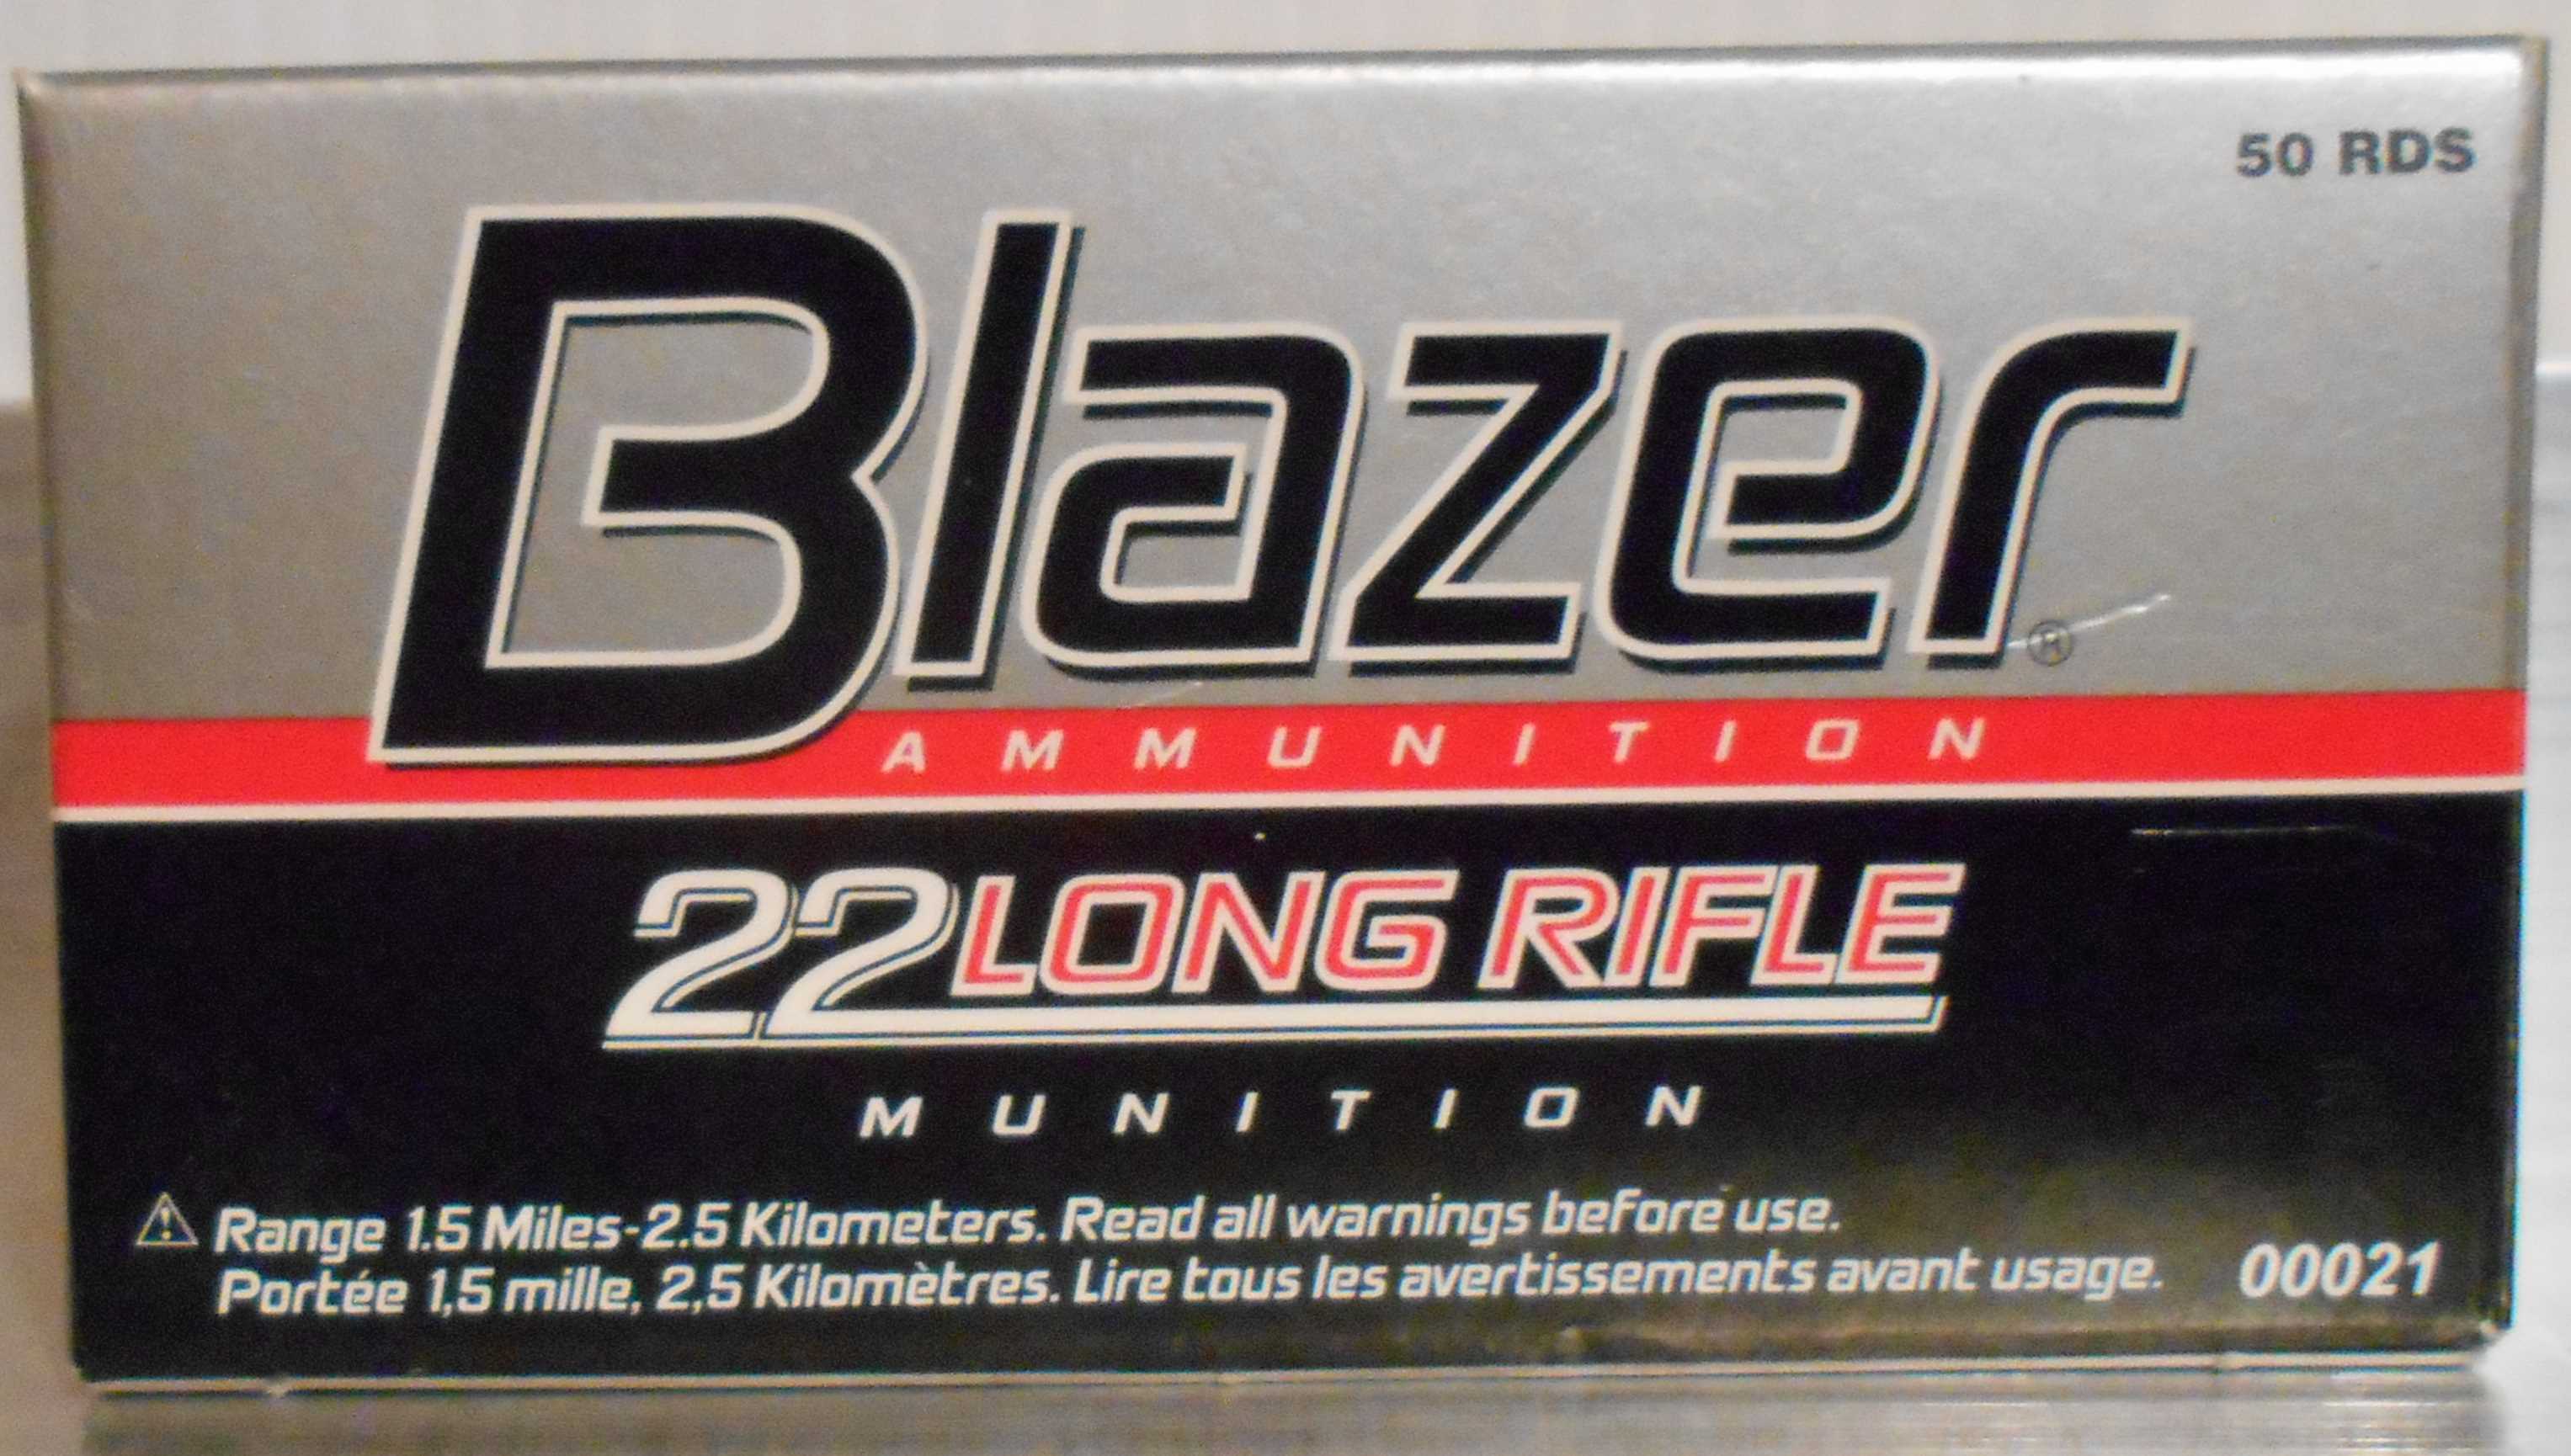 50 RDS
Blazer®
AMMUNITION
22 LONG RIFLE
MUNITION
Range 1.5 Miles-2.5 Kilometers. Read all warnings before use.
Portée 1,5 mille, 2,5 Kilomètres. Lire tous les avertissements avant usage.
00021